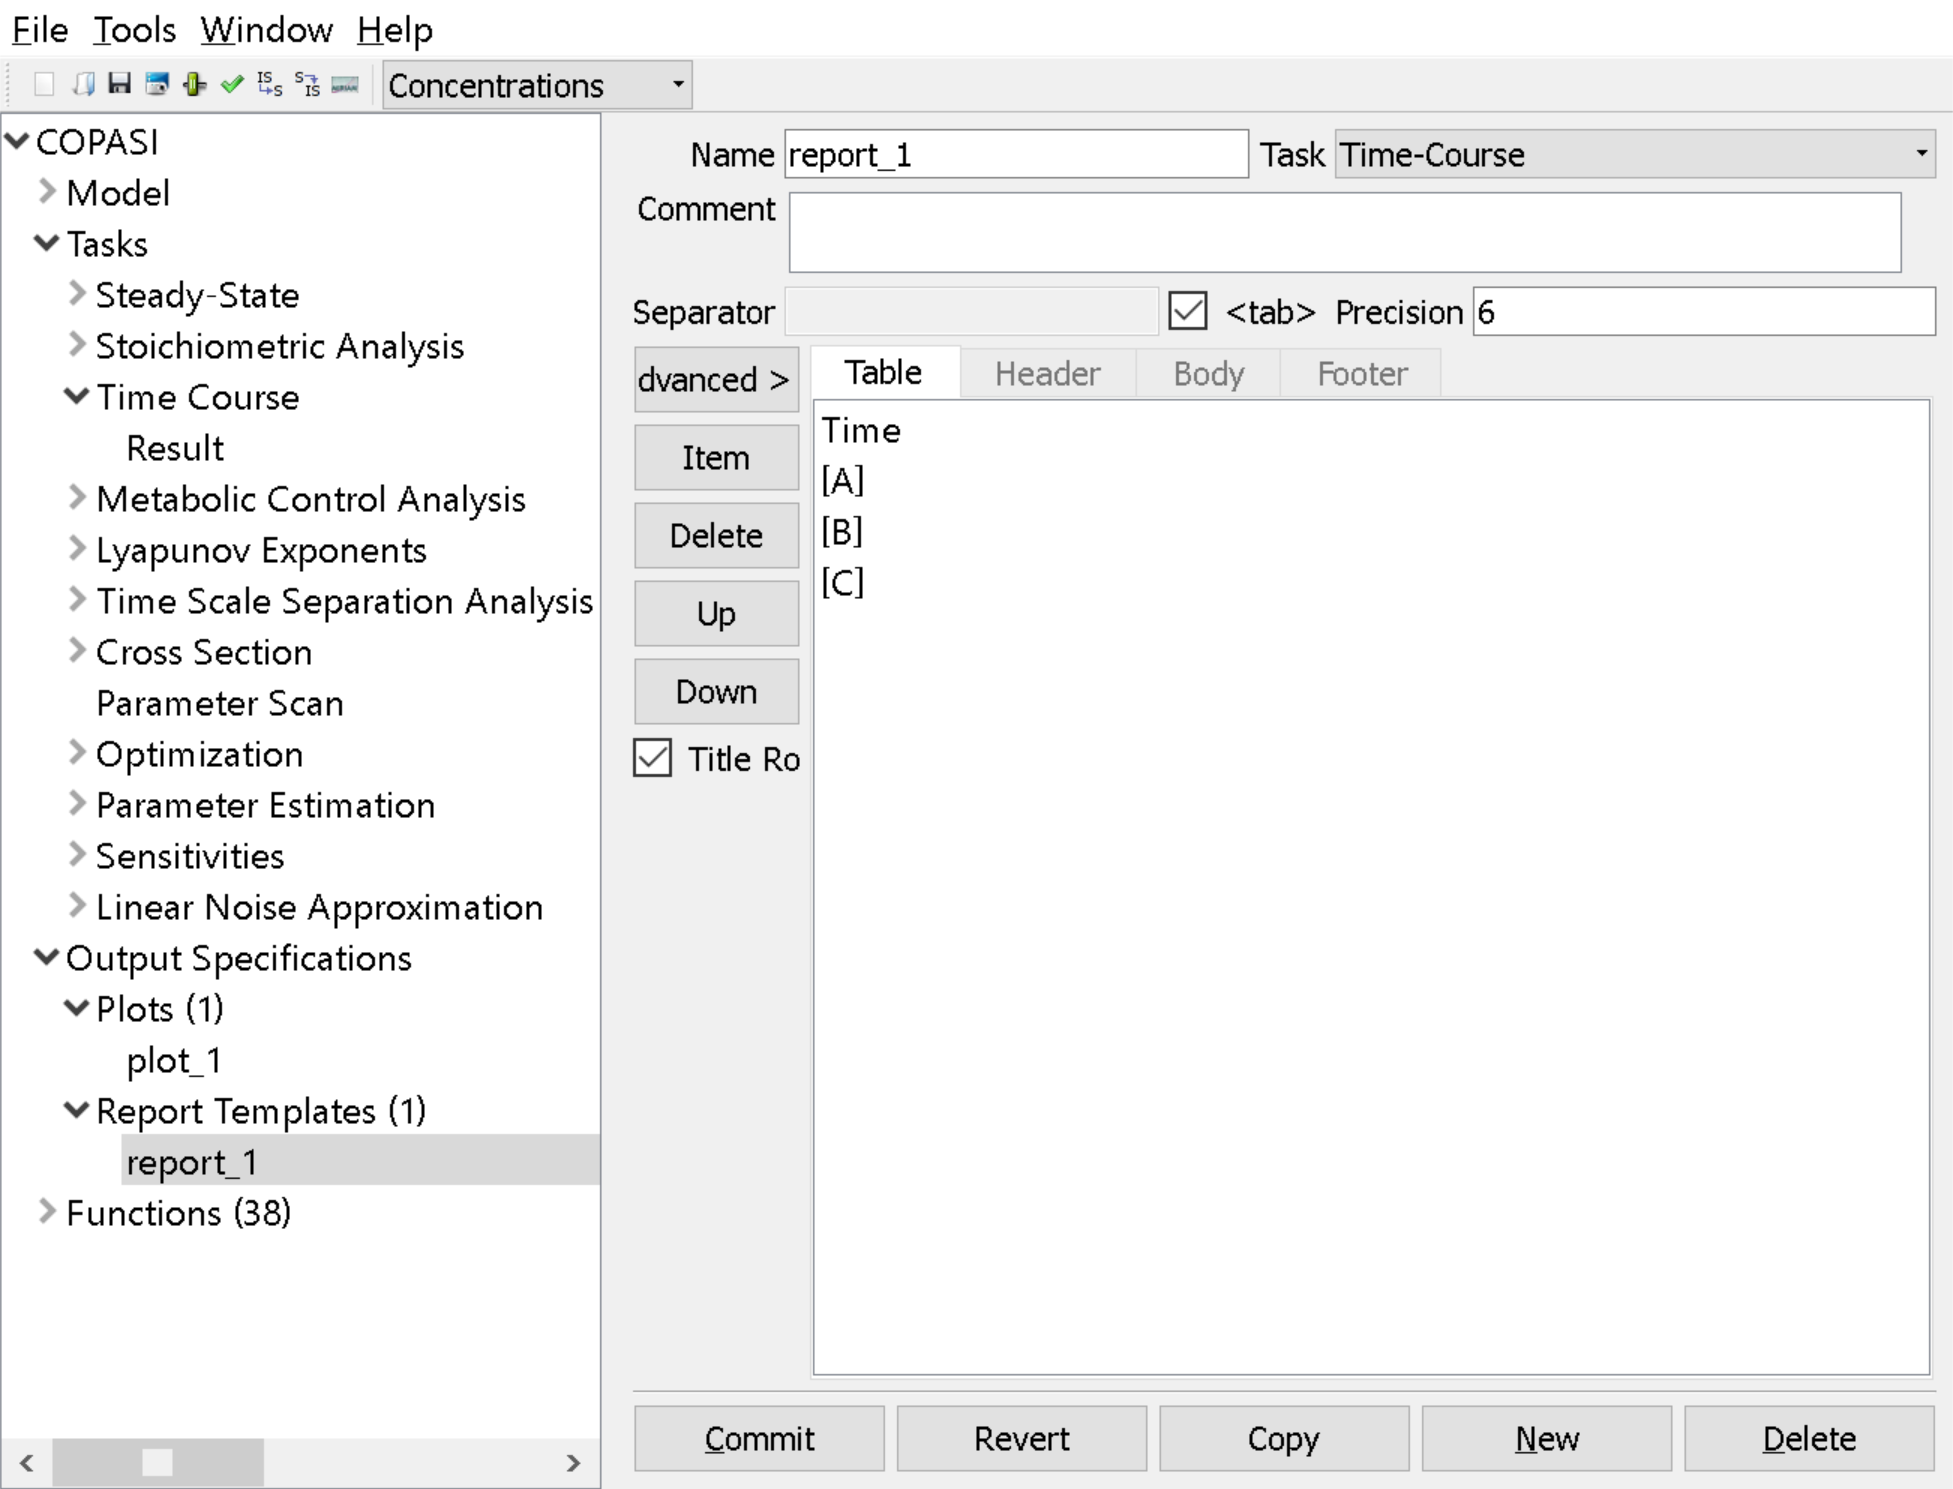 File Tools Window Help
Concentrations
COPASI
Model
Tasks
Steady-State
Stoichiometric Analysis
Time Course
Result
Metabolic Control Analysis
Lyapunov Exponents
Time Scale Separation Analysis
Cross Section
Parameter Scan
Optimization
Parameter Estimation
Sensitivities
Linear Noise Approximation
Output Specifications
Plots (1)
plot_1
Report Templates (1)
report_1
Functions (38)
Name report_1 Task Time-Course
Comment
Separator <tab> Precision 6
dvanced >
Item
Delete
Up
Down
Title Ro
Table Header Body Footer
Time
[A]
[B]
[C]
Commit Revert Copy New Delete